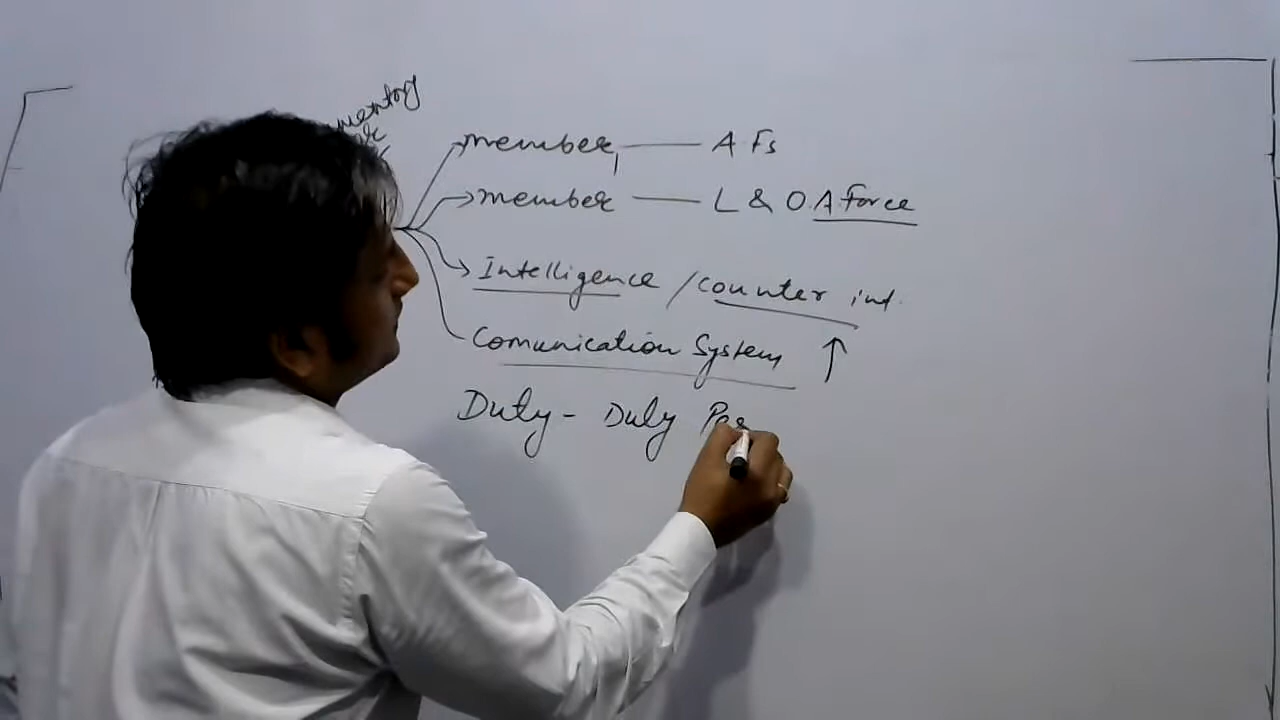 member, — A Fs
member — L & O A Force
Intelligence / counter int.
Comunication System ↑
Duty - Duly